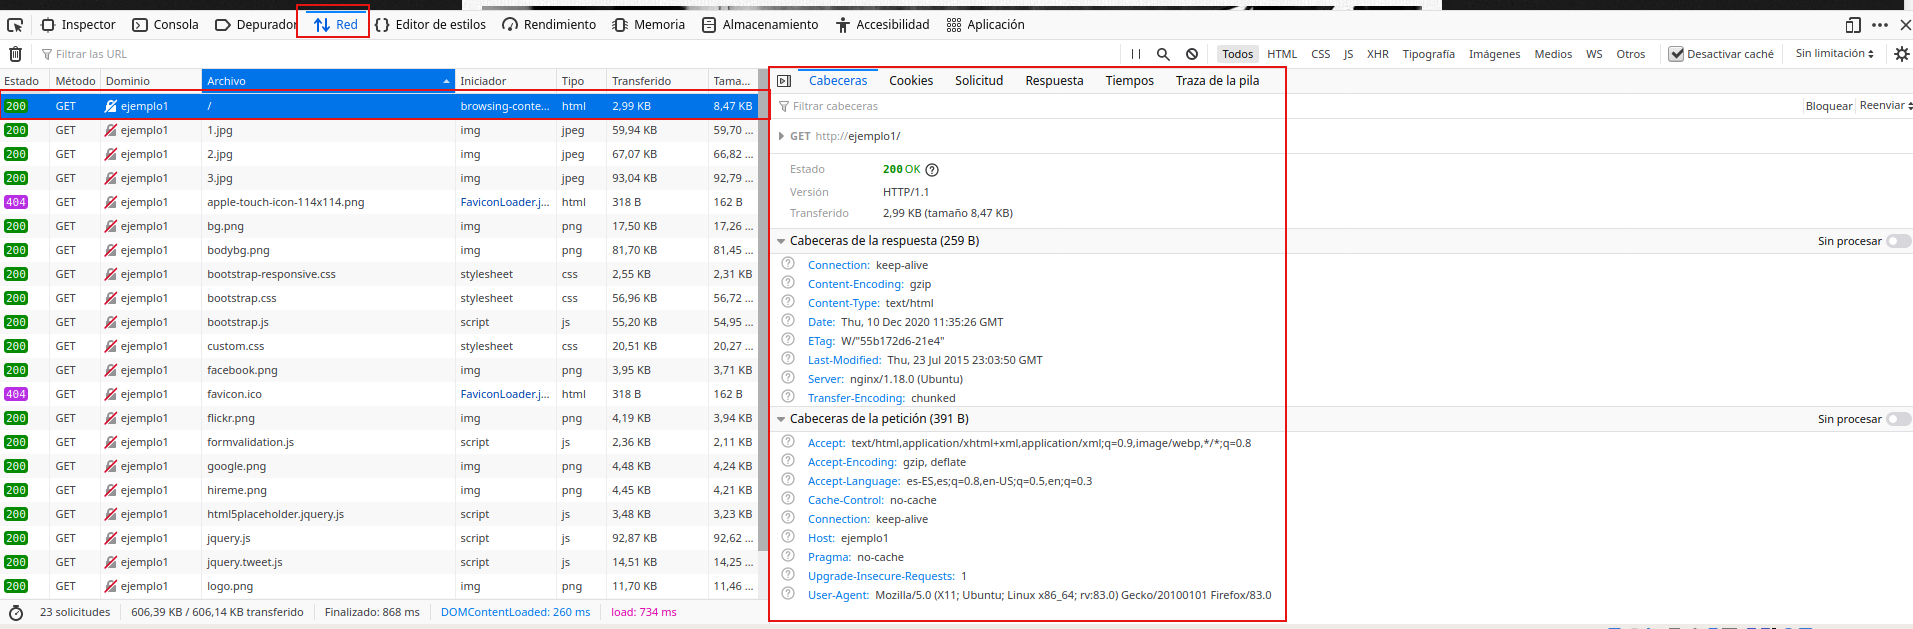 Inspector Consola Depurador Red Editor de estilos Rendimiento Memoria Almacenamiento Accesibilidad Aplicación
Filtrar las URL Todos HTML CSS JS XHR Tipografía Imágenes Medios WS Otros Desactivar caché Sin limitación
Estado Método Dominio Archivo Iniciador Tipo Transferido Tama...
200 GET ejemplo1 / browsing-conte... html 2,99 KB 8,47 KB
200 GET ejemplo1 1.jpg img jpeg 59,94 KB 59,70 ...
200 GET ejemplo1 2.jpg img jpeg 67,07 KB 66,82 ...
200 GET ejemplo1 3.jpg img jpeg 93,04 KB 92,79 ...
404 GET ejemplo1 apple-touch-icon-114x114.png FaviconLoader.j... html 318 B 162 B
200 GET ejemplo1 bg.png img png 17,50 KB 17,26 ...
200 GET ejemplo1 bodybg.png img png 81,70 KB 81,45 ...
200 GET ejemplo1 bootstrap-responsive.css stylesheet css 2,55 KB 2,31 KB
200 GET ejemplo1 bootstrap.css stylesheet css 56,96 KB 56,72 ...
200 GET ejemplo1 bootstrap.js script js 55,20 KB 54,95 ...
200 GET ejemplo1 custom.css stylesheet css 20,51 KB 20,27 ...
200 GET ejemplo1 facebook.png img png 3,95 KB 3,71 KB
404 GET ejemplo1 favicon.ico FaviconLoader.j... html 318 B 162 B
200 GET ejemplo1 flickr.png img png 4,19 KB 3,94 KB
200 GET ejemplo1 formvalidation.js script js 2,36 KB 2,11 KB
200 GET ejemplo1 google.png img png 4,48 KB 4,24 KB
200 GET ejemplo1 hireme.png img png 4,45 KB 4,21 KB
200 GET ejemplo1 html5placeholder.jquery.js script js 3,48 KB 3,23 KB
200 GET ejemplo1 jquery.js script js 92,87 KB 92,62 ...
200 GET ejemplo1 jquery.tweet.js script js 14,51 KB 14,25 ...
200 GET ejemplo1 logo.png img png 11,70 KB 11,46 ...
23 solicitudes 606,39 KB / 606,14 KB transferido Finalizado: 868 ms DOMContentLoaded: 260 ms load: 734 ms
Cabeceras Cookies Solicitud Respuesta Tiempos Traza de la pila
Filtrar cabeceras Bloquear Reenviar
GET http://ejemplo1/
Estado 200 OK
Versión HTTP/1.1
Transferido 2,99 KB (tamaño 8,47 KB)
Cabeceras de la respuesta (259 B) Sin procesar
Connection: keep-alive
Content-Encoding: gzip
Content-Type: text/html
Date: Thu, 10 Dec 2020 11:35:26 GMT
ETag: W/"55b172d6-21e4"
Last-Modified: Thu, 23 Jul 2015 23:03:50 GMT
Server: nginx/1.18.0 (Ubuntu)
Transfer-Encoding: chunked
Cabeceras de la petición (391 B) Sin procesar
Accept: text/html,application/xhtml+xml,application/xml;q=0.9,image/webp,*/*;q=0.8
Accept-Encoding: gzip, deflate
Accept-Language: es-ES,es;q=0.8,en-US;q=0.5,en;q=0.3
Cache-Control: no-cache
Connection: keep-alive
Host: ejemplo1
Pragma: no-cache
Upgrade-Insecure-Requests: 1
User-Agent: Mozilla/5.0 (X11; Ubuntu; Linux x86_64; rv:83.0) Gecko/20100101 Firefox/83.0